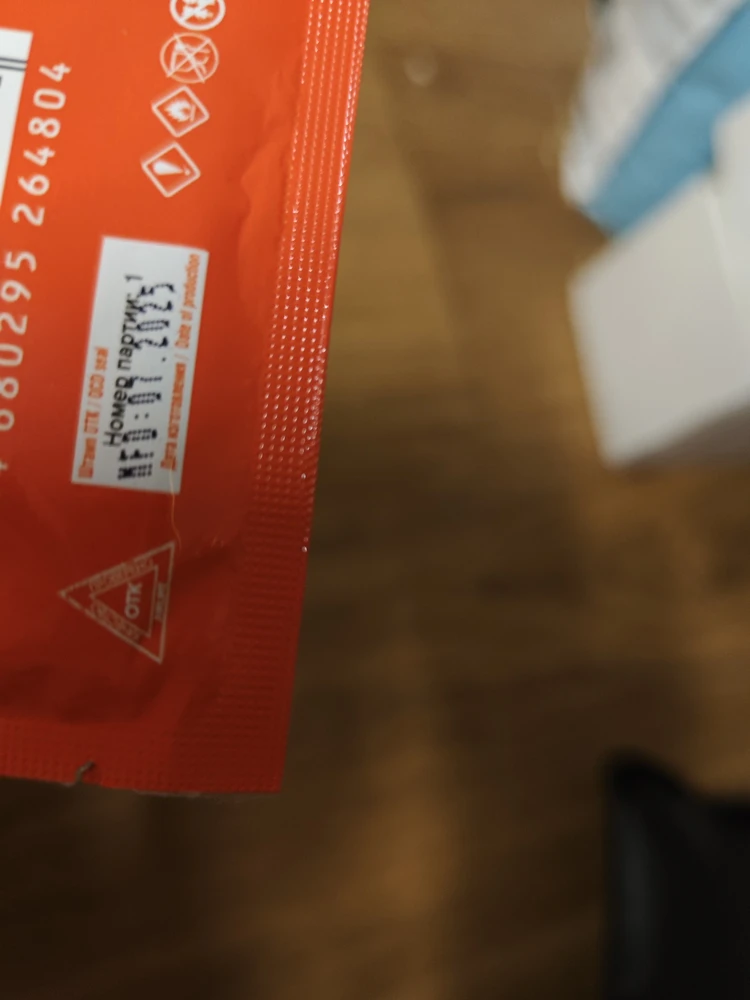 680295 264804
Штамп ОТК / QCD seal
Номер партии: 1
MFD:07.2025
Дата изготовления / Date of production
ОТК